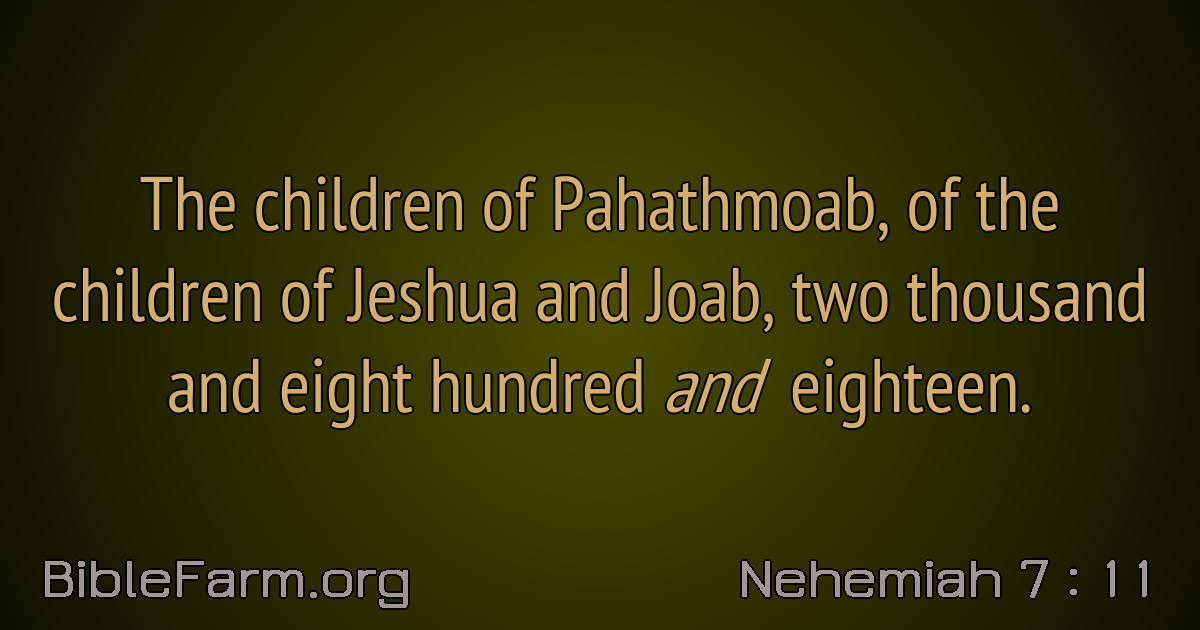 The children of Pahathmoab, of the
children of Jeshua and Joab, two thousand
and eight hundred and eighteen.
BibleFarm.org
Nehemiah 7 : 11